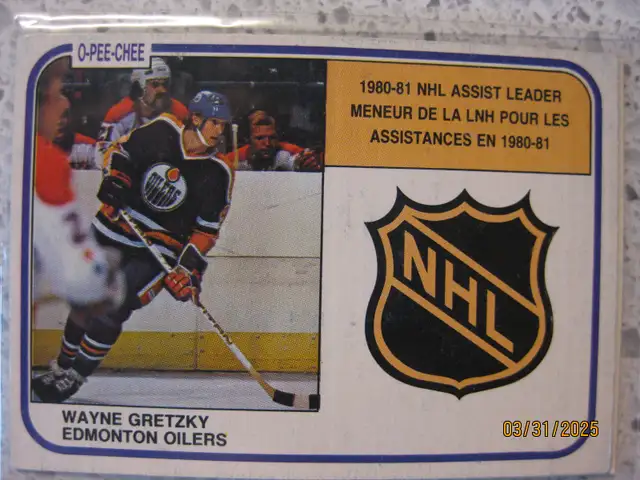 O-PEE-CHEE
1980-81 NHL ASSIST LEADER
MENEUR DE LA LNH POUR LES
ASSISTANCES EN 1980-81
OILERS
NHL
WAYNE GRETZKY
EDMONTON OILERS
03/31/2025